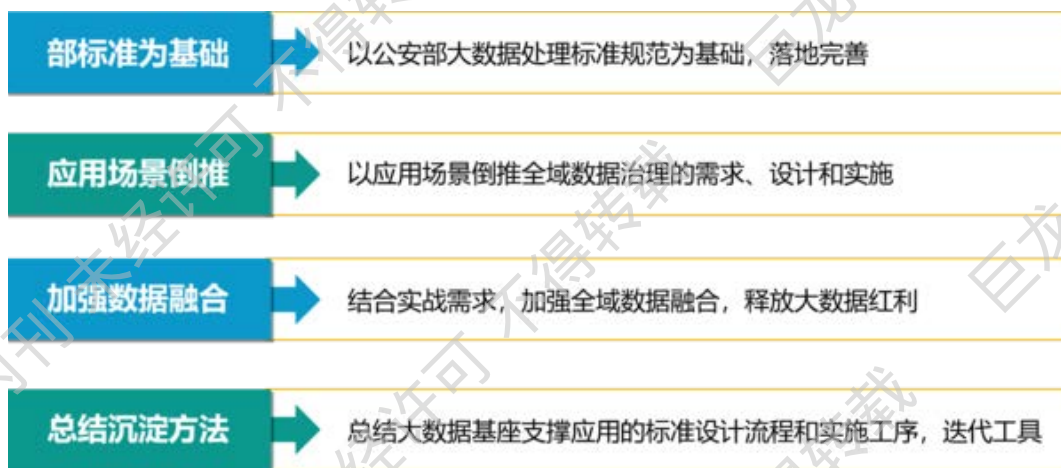 部标准为基础
以公安部大数据处理标准规范为基础，落地完善
应用场景倒推
以应用场景倒推全域数据治理的需求、设计和实施
加强数据融合
结合实战需求，加强全域数据融合，释放大数据红利
总结沉淀方法
总结大数据基座支撑应用的标准设计流程和实施工序，迭代工具